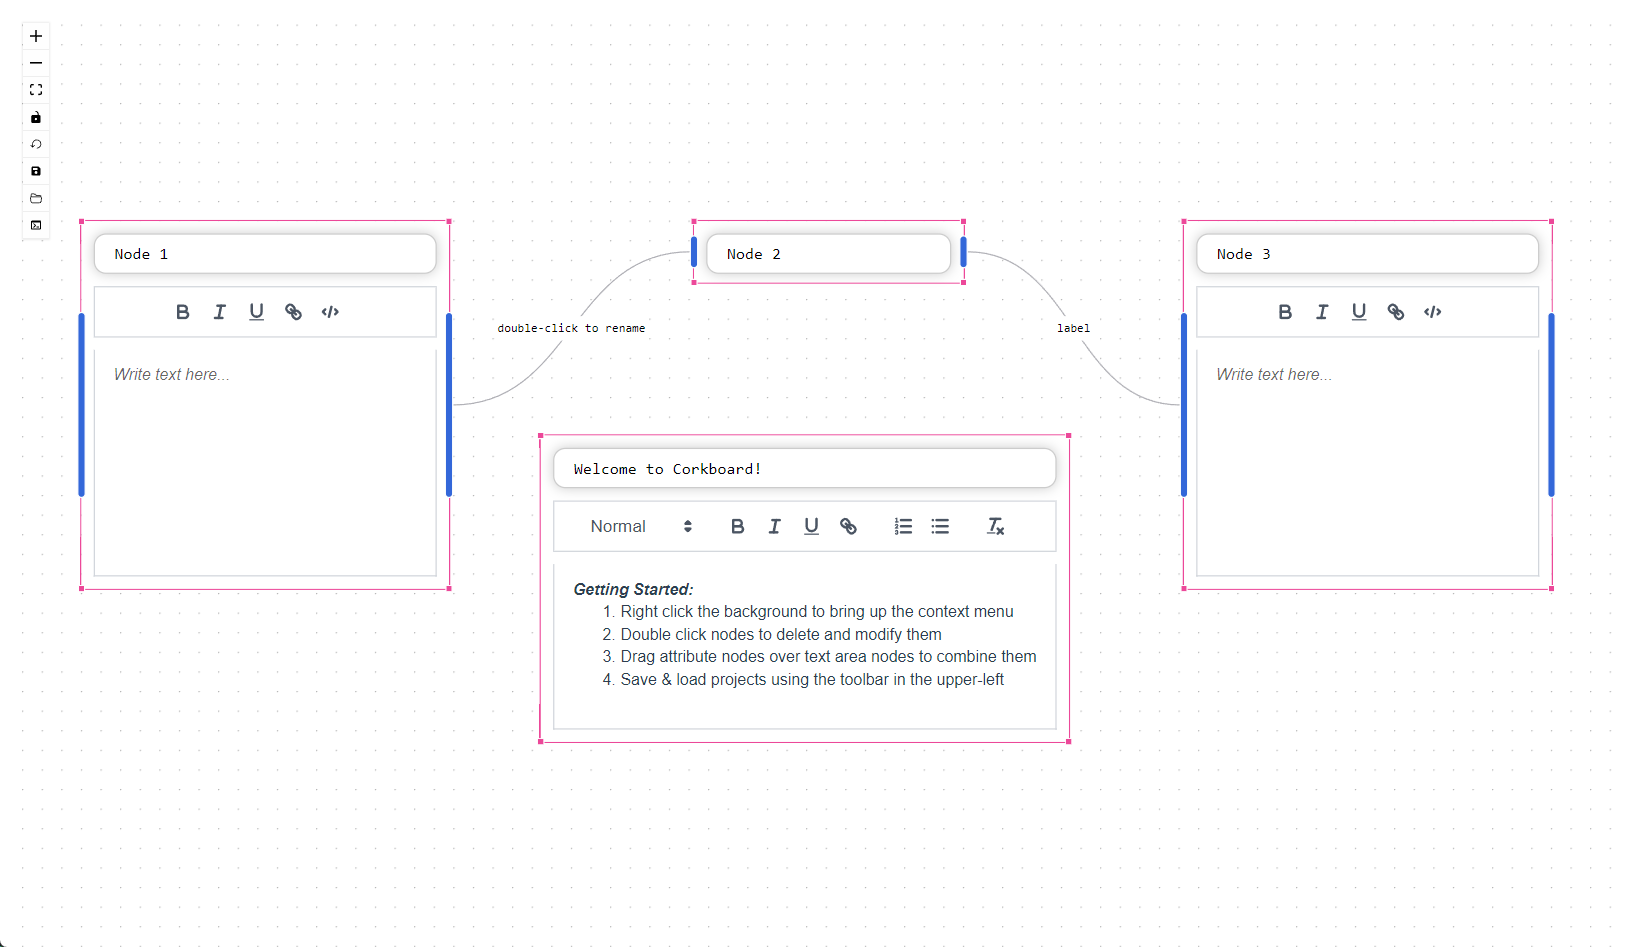 Node 1
Node 2
Node 3
B I U </>
B I U </>
Write text here...
double-click to rename
label
Write text here...
Welcome to Corkboard!
Normal B I U Tx
Getting Started:
1. Right click the background to bring up the context menu
2. Double click nodes to delete and modify them
3. Drag attribute nodes over text area nodes to combine them
4. Save & load projects using the toolbar in the upper-left